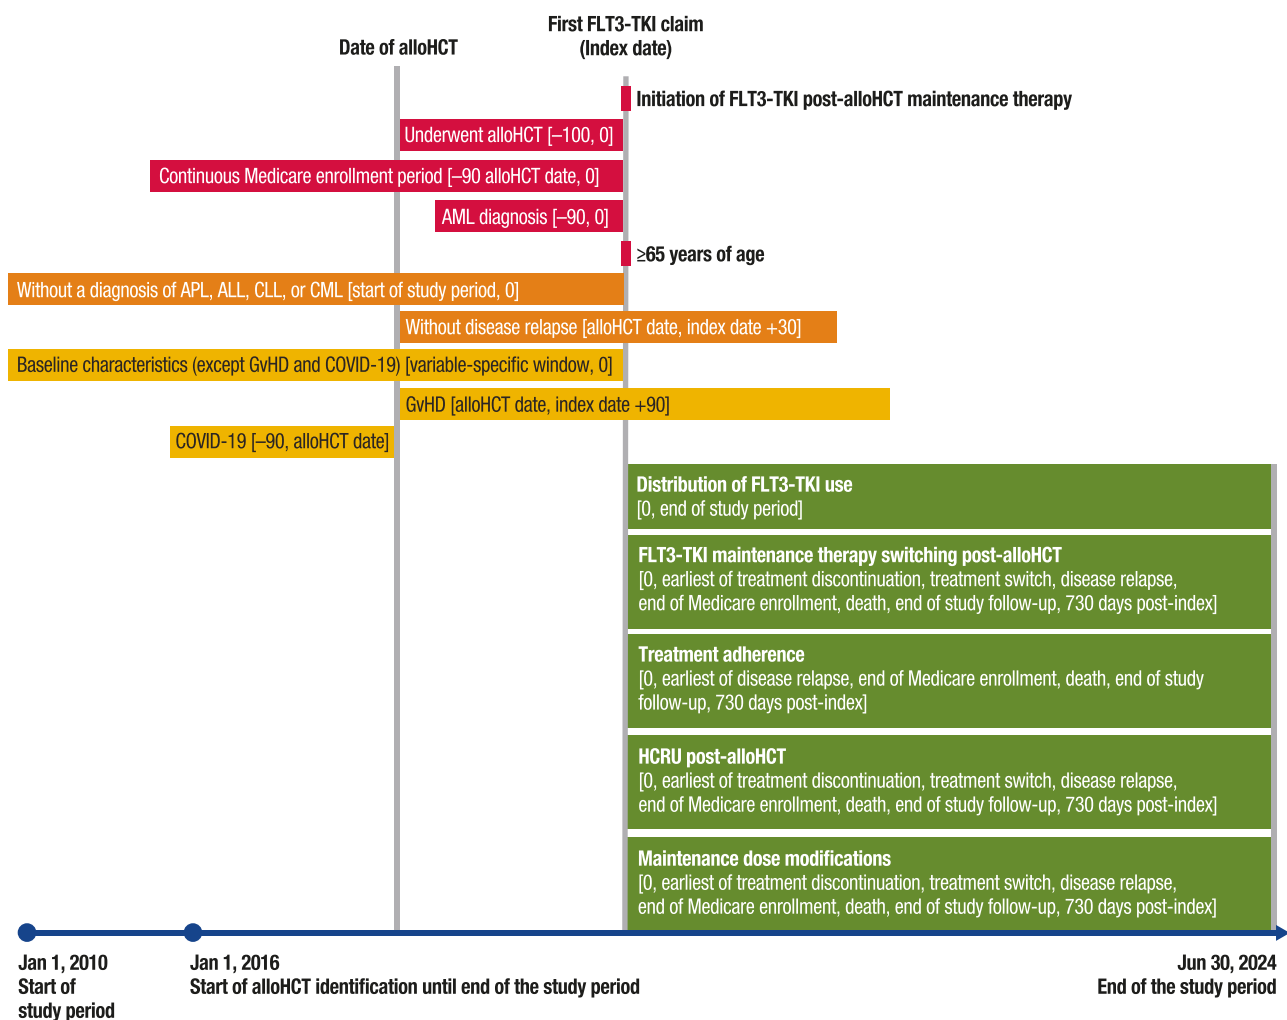 First FLT3-TKI claim
(Index date)
Date of alloHCT
Initiation of FLT3-TKI post-alloHCT maintenance therapy
Underwent alloHCT [–100, 0]
Continuous Medicare enrollment period [–90 alloHCT date, 0]
AML diagnosis [–90, 0]
≥65 years of age
Without a diagnosis of APL, ALL, CLL, or CML [start of study period, 0]
Without disease relapse [alloHCT date, index date +30]
Baseline characteristics (except GvHD and COVID-19) [variable-specific window, 0]
GvHD [alloHCT date, index date +90]
COVID-19 [–90, alloHCT date]
Distribution of FLT3-TKI use
[0, end of study period]
FLT3-TKI maintenance therapy switching post-alloHCT
[0, earliest of treatment discontinuation, treatment switch, disease relapse,
end of Medicare enrollment, death, end of study follow-up, 730 days post-index]
Treatment adherence
[0, earliest of disease relapse, end of Medicare enrollment, death, end of study
follow-up, 730 days post-index]
HCRU post-alloHCT
[0, earliest of treatment discontinuation, treatment switch, disease relapse,
end of Medicare enrollment, death, end of study follow-up, 730 days post-index]
Maintenance dose modifications
[0, earliest of treatment discontinuation, treatment switch, disease relapse,
end of Medicare enrollment, death, end of study follow-up, 730 days post-index]
Jan 1, 2010
Start of
study period
Jan 1, 2016
Start of alloHCT identification until end of the study period
Jun 30, 2024
End of the study period